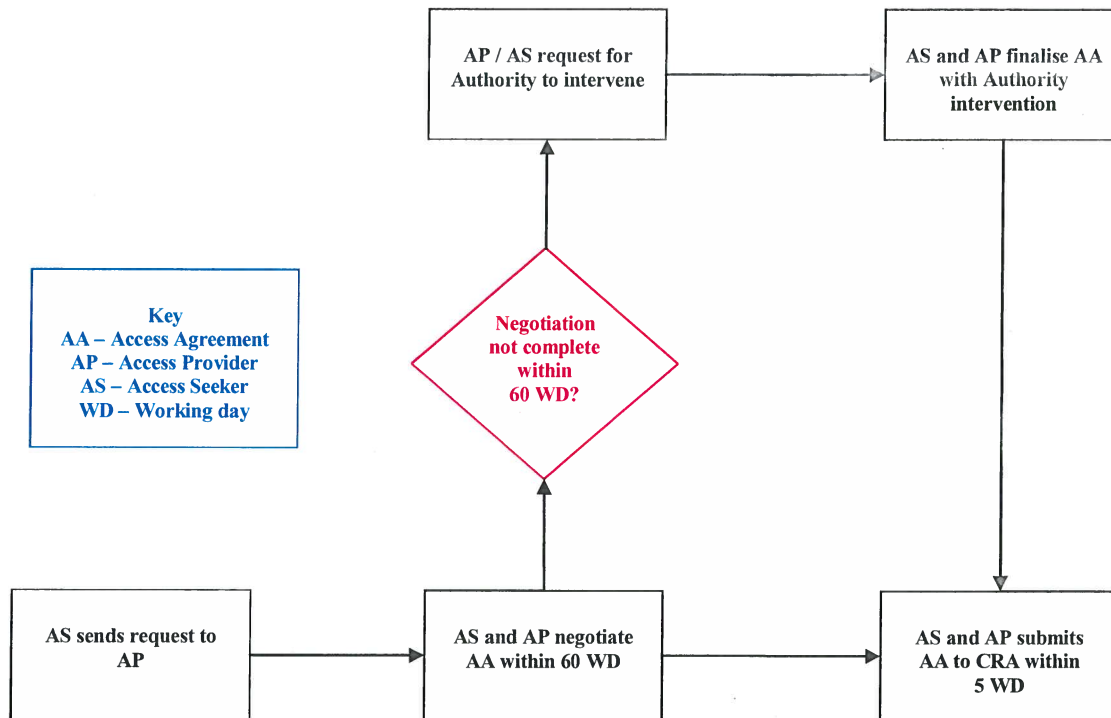 AP / AS request for
Authority to intervene
AS and AP finalise AA
with Authority
intervention
Negotiation
not complete
within
60 WD?
Key
AA – Access Agreement
AP – Access Provider
AS – Access Seeker
WD – Working day
AS sends request to
AP
AS and AP negotiate
AA within 60 WD
AS and AP submits
AA to CRA within
5 WD